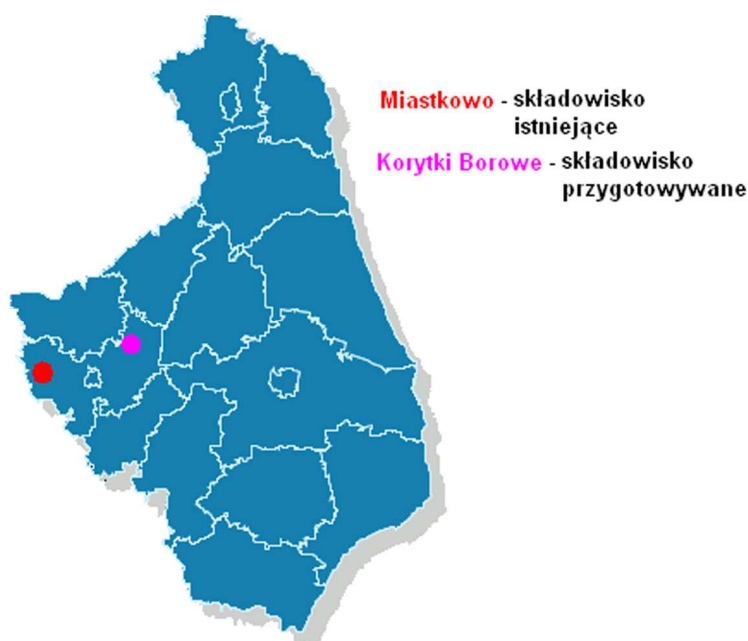 Miastkowo - składowisko
istniejące
Korytki Borowe - składowisko
przygotowywane